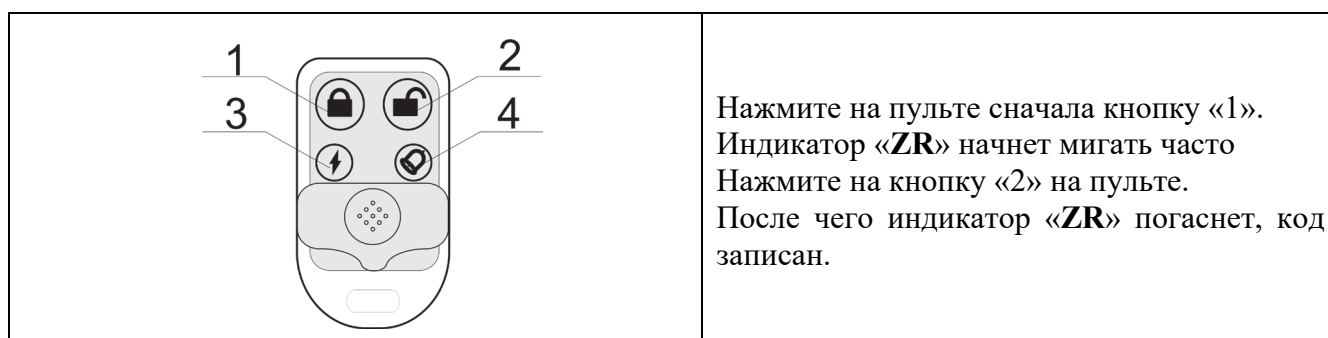 1
2
3
4
Нажмите на пульте сначала кнопку «1».
Индикатор «ZR» начнет мигать часто
Нажмите на кнопку «2» на пульте.
После чего индикатор «ZR» погаснет, код
записан.